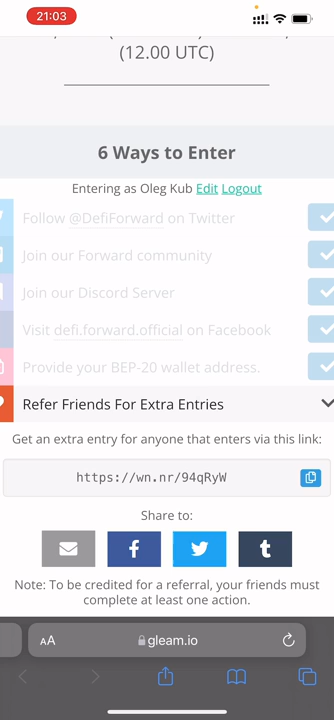 21:03
(12.00 UTC)
6 Ways to Enter
Entering as Oleg Kub Edit Logout
Follow @DefiForward on Twitter
Join our Forward community
Join our Discord Server
Visit defi.forward.official on Facebook
Provide your BEP-20 wallet address.
Refer Friends For Extra Entries
Get an extra entry for anyone that enters via this link:
https://wn.nr/94qRyW
Share to:
Note: To be credited for a referral, your friends must
complete at least one action.
AA gleam.io